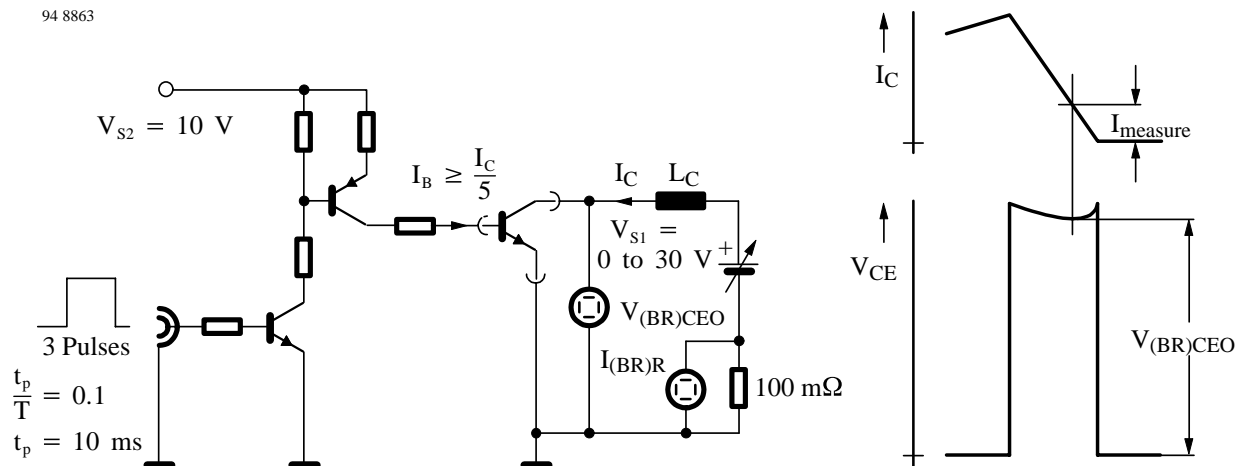 94 8863
V_S2 = 10 V
I_B ≥ I_C/5
I_C
L_C
V_S1 =
0 to 30 V
+
V_(BR)CEO
I_(BR)R
100 mΩ
3 Pulses
t_p/T = 0.1
t_p = 10 ms
I_C
I_measure
V_CE
V_(BR)CEO